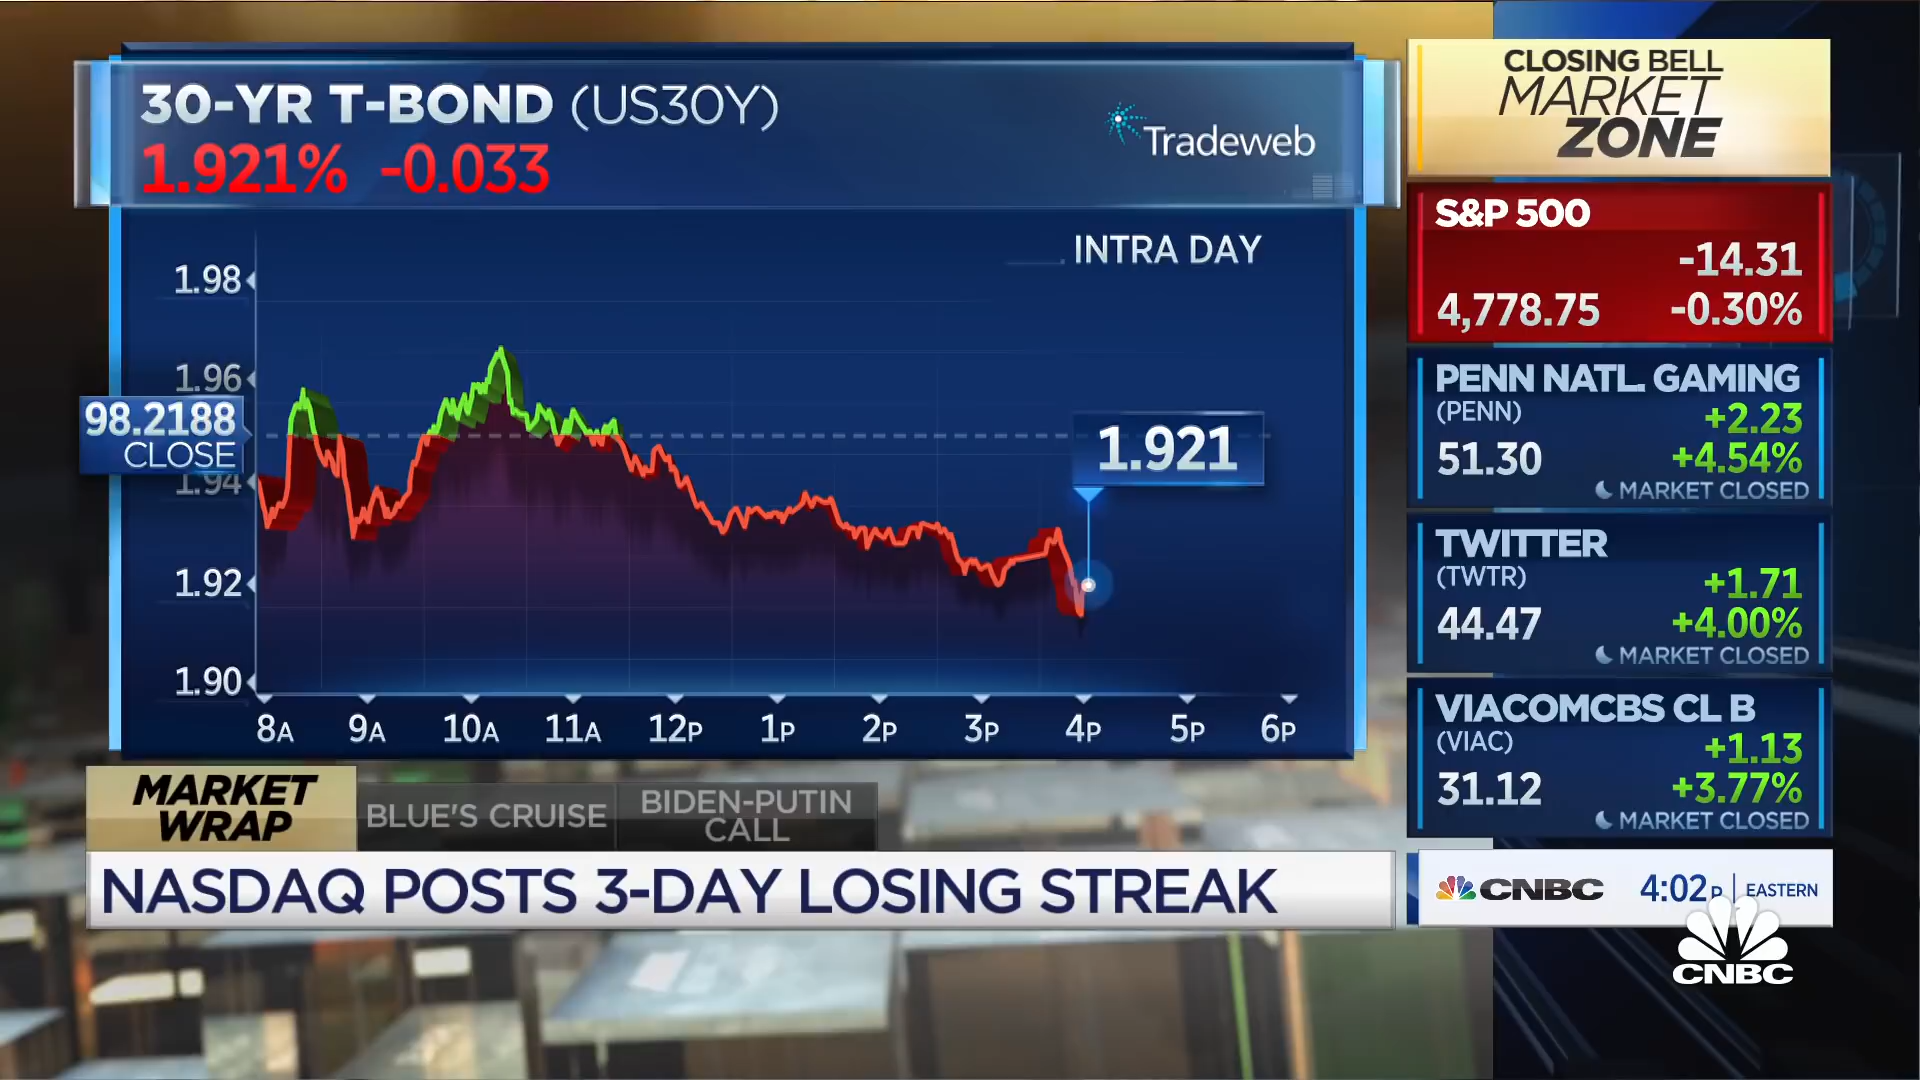 30-YR T-BOND (US30Y)
1.921% -0.033
Tradeweb
INTRA DAY
1.98
1.96
98.2188
CLOSE
1.94
1.92
1.90
1.921
8A 9A 10A 11A 12P 1P 2P 3P 4P 5P 6P
MARKET
WRAP
BLUE'S CRUISE
BIDEN-PUTIN
CALL
NASDAQ POSTS 3-DAY LOSING STREAK
CLOSING BELL
MARKET
ZONE
S&P 500
-14.31
4,778.75 -0.30%
PENN NATL. GAMING
(PENN) +2.23
51.30 +4.54%
MARKET CLOSED
TWITTER
(TWTR) +1.71
44.47 +4.00%
MARKET CLOSED
VIACOMCBS CL B
(VIAC) +1.13
31.12 +3.77%
MARKET CLOSED
CNBC 4:02P EASTERN
CNBC